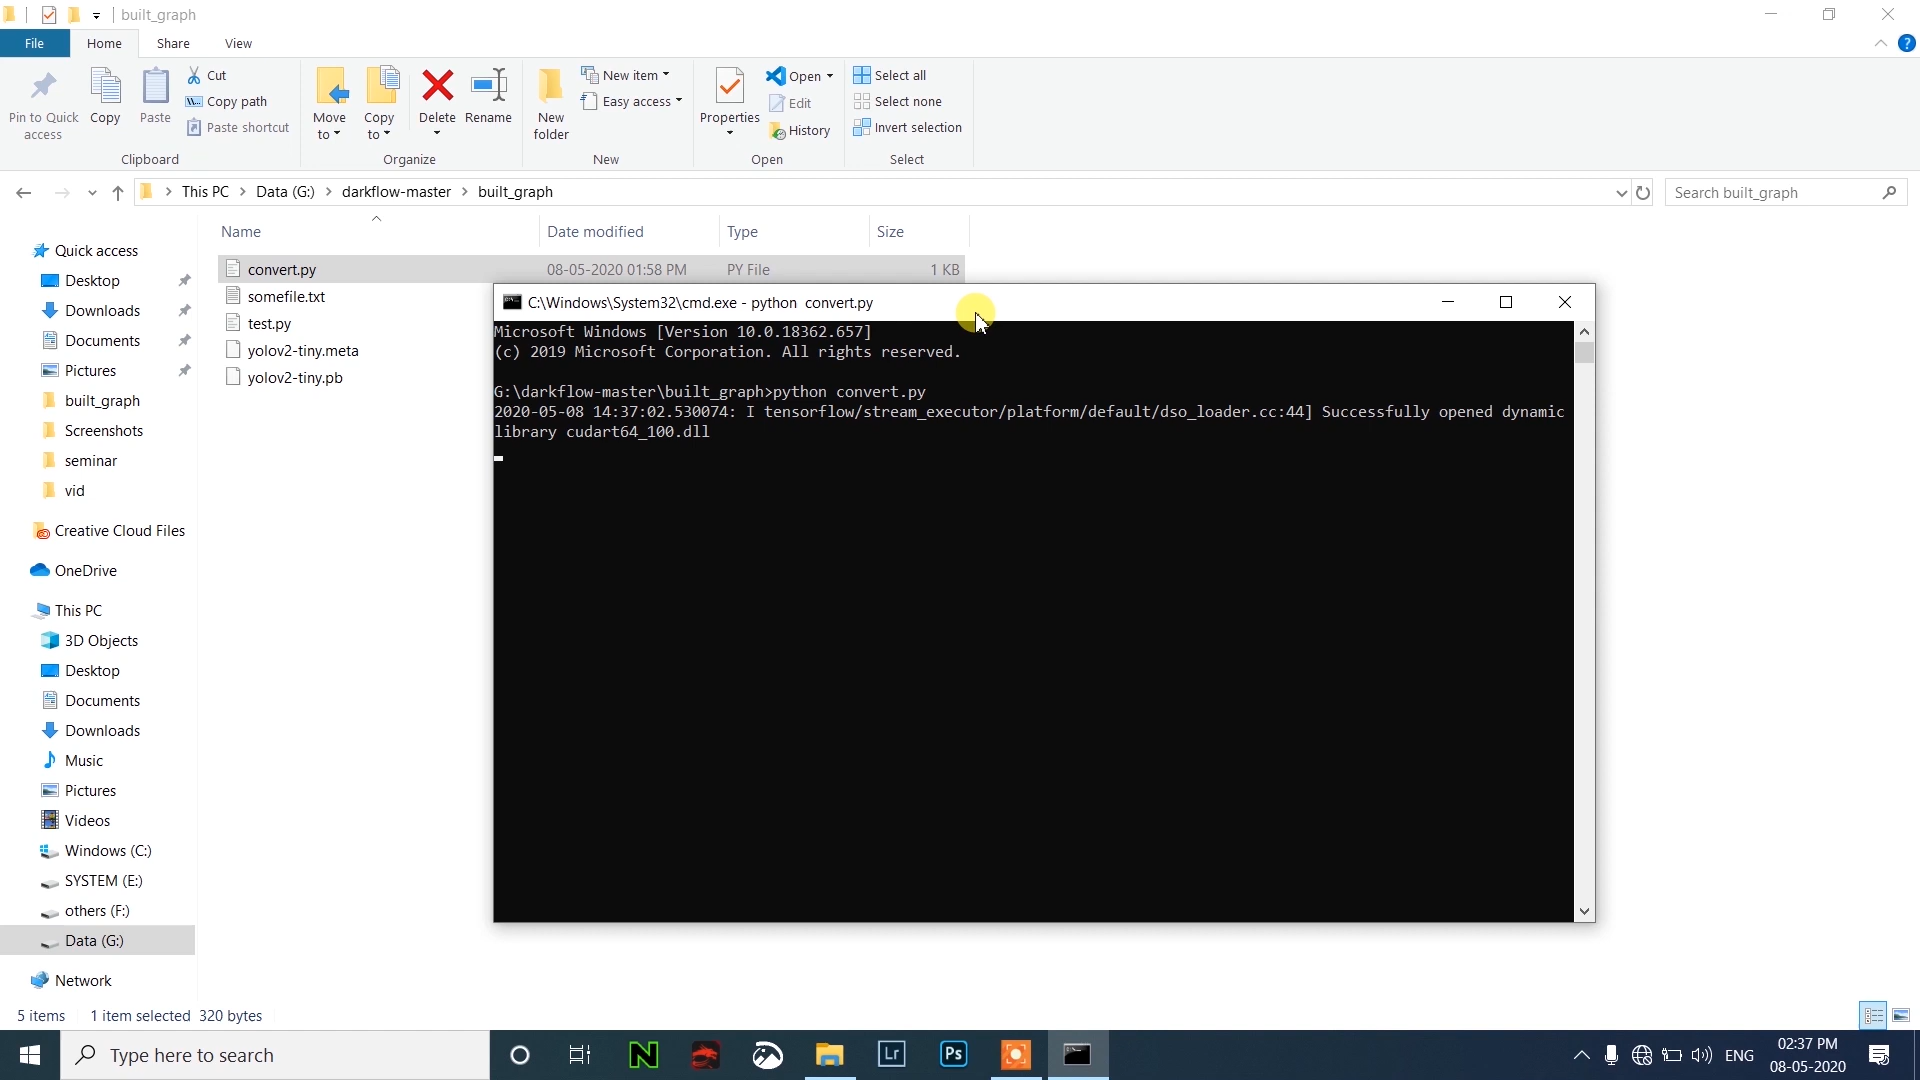 built_graph
File Home Share View
Pin to Quick access
Copy
Paste
Cut
Copy path
Paste shortcut
Clipboard
Move to
Copy to
Delete
Rename
Organize
New folder
New item
Easy access
New
Properties
Open
Edit
History
Open
Select all
Select none
Invert selection
Select
This PC > Data (G:) > darkflow-master > built_graph
Search built_graph
Name Date modified Type Size
convert.py 08-05-2020 01:58 PM PY File 1 KB
somefile.txt
test.py
yolov2-tiny.meta
yolov2-tiny.pb
Quick access
Desktop
Downloads
Documents
Pictures
built_graph
Screenshots
seminar
vid
Creative Cloud Files
OneDrive
This PC
3D Objects
Desktop
Documents
Downloads
Music
Pictures
Videos
Windows (C:)
SYSTEM (E:)
others (F:)
Data (G:)
Network
C:\Windows\System32\cmd.exe - python  convert.py
Microsoft Windows [Version 10.0.18362.657]
(c) 2019 Microsoft Corporation. All rights reserved.
G:\darkflow-master\built_graph>python convert.py
2020-05-08 14:37:02.530074: I tensorflow/stream_executor/platform/default/dso_loader.cc:44] Successfully opened dynamic
library cudart64_100.dll
5 items 1 item selected 320 bytes
Type here to search
Lr
Ps
ENG
02:37 PM
08-05-2020